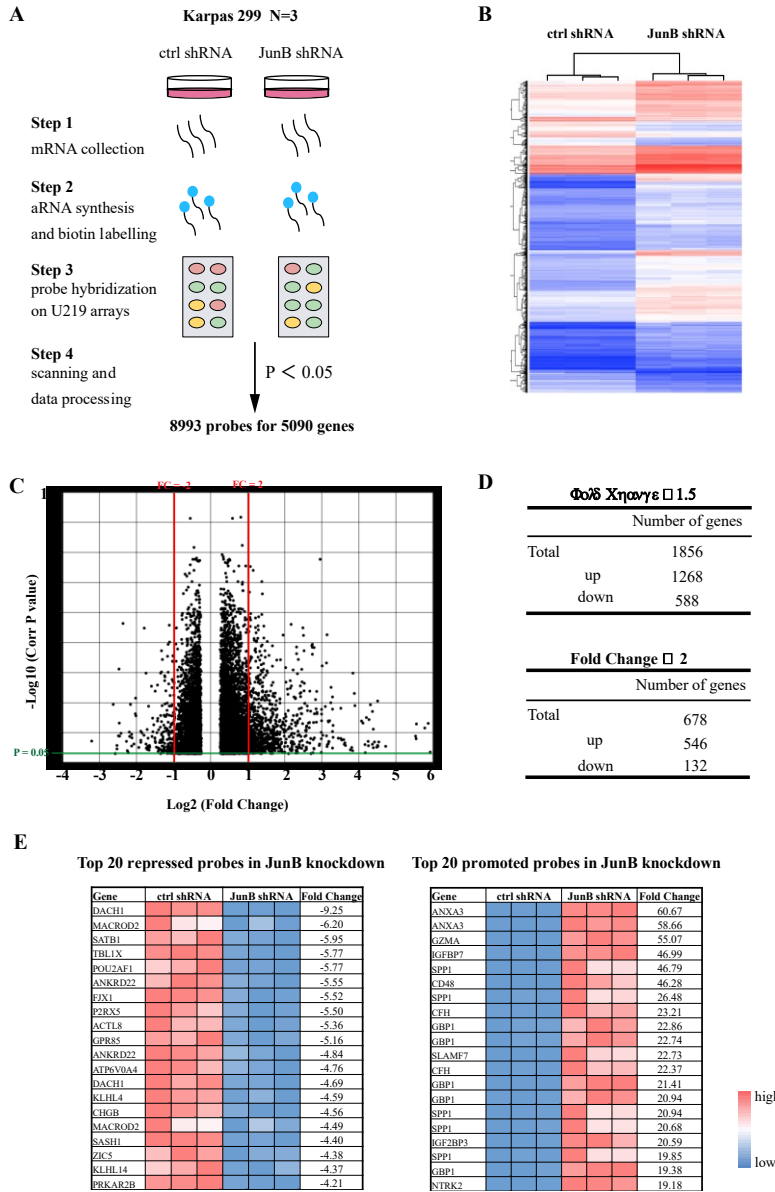 A
Karpas 299 N=3
ctrl shRNA JunB shRNA
Step 1
mRNA collection
Step 2
aRNA synthesis
and biotin labelling
Step 3
probe hybridization
on U219 arrays
Step 4
scanning and
data processing
P < 0.05
8993 probes for 5090 genes
B
ctrl shRNA JunB shRNA
C
FC = -2 FC = 2
1
-Log10 (Corr P value)
P = 0.05
-4 -3 -2 -1 0 1 2 3 4 5 6
Log2 (Fold Change)
D
Φολδ Χηανγε □ 1.5
Number of genes
Total 1856
up 1268
down 588
Fold Change □ 2
Number of genes
Total 678
up 546
down 132
E
Top 20 repressed probes in JunB knockdown
Gene ctrl shRNA JunB shRNA Fold Change
DACH1 -9.25
MACROD2 -6.20
SATB1 -5.95
TBL1X -5.77
POU2AF1 -5.77
ANKRD22 -5.55
FJX1 -5.52
P2RX5 -5.50
ACTL8 -5.36
GPR85 -5.16
ANKRD22 -4.84
ATP6V0A4 -4.76
DACH1 -4.69
KLHL4 -4.59
CHGB -4.56
MACROD2 -4.49
SASH1 -4.40
ZIC5 -4.38
KLHL14 -4.37
PRKAR2B -4.21
Top 20 promoted probes in JunB knockdown
Gene ctrl shRNA JunB shRNA Fold Change
ANXA3 60.67
ANXA3 58.66
GZMA 55.07
IGFBP7 46.99
SPP1 46.79
CD48 46.28
SPP1 26.48
CFH 23.21
GBP1 22.86
GBP1 22.74
SLAMF7 22.73
CFH 22.37
GBP1 21.41
GBP1 20.94
SPP1 20.94
SPP1 20.68
IGF2BP3 20.59
SPP1 19.85
GBP1 19.38
NTRK2 19.18
high
low